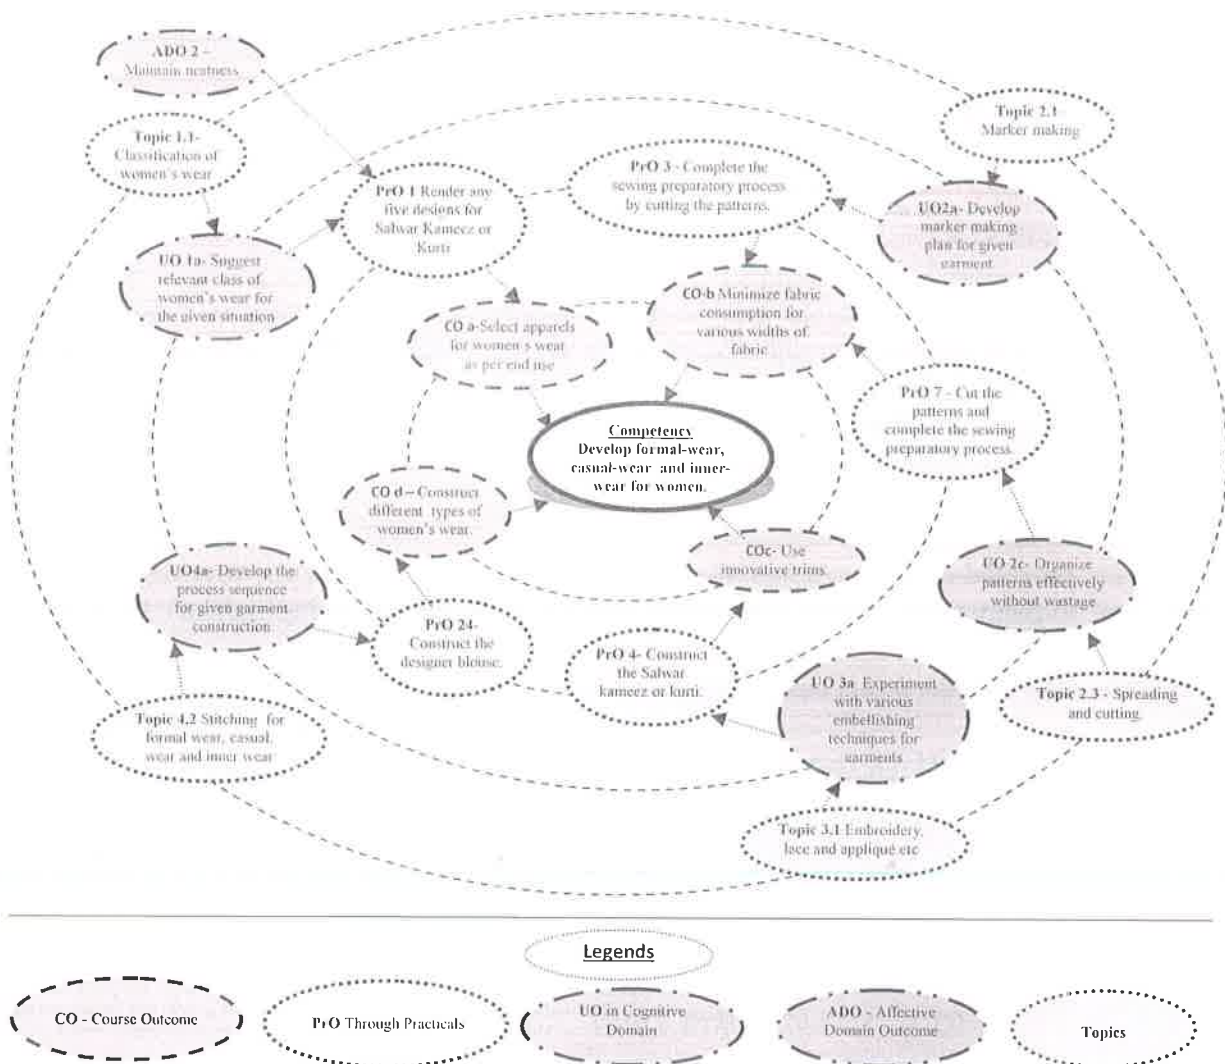 ADO 2 -
Maintain neatness
Topic 1.1-
Classification of
women's wear
Topic 2.1
Marker making
PrO 1 Render any
five designs for
Salwar Kameez or
Kurti
PrO 3 - Complete the
sewing preparatory process
by cutting the patterns.
UO2a- Develop
marker making
plan for given
garment.
UO 1a- Suggest
relevant class of
women's wear for
the given situation
CO a-Select apparels
for women's wear
as per end use
CO-b Minimize fabric
consumption for
various widths of
fabric
PrO 7 - Cut the
patterns and
complete the sewing
preparatory process.
Competency
Develop formal-wear,
casual-wear and inner-
wear for women.
CO d – Construct
different types of
women's wear.
COc- Use
innovative trims
UO4a- Develop the
process sequence
for given garment
construction
UO 2c- Organize
patterns effectively
without wastage
PrO 24-
Construct the
designer blouse.
PrO 4- Construct
the Salwar
kameez or kurti.
UO 3a Experiment
with various
embellishing
techniques for
garments
Topic 2.3 - Spreading
and cutting.
Topic 4.2 Stitching for
formal wear, casual
wear and inner wear
Topic 3.1 Embroidery,
lace and appliqué etc
Legends
CO - Course Outcome
PrO Through Practicals
UO in Cognitive
Domain
ADO - Affective
Domain Outcome
Topics